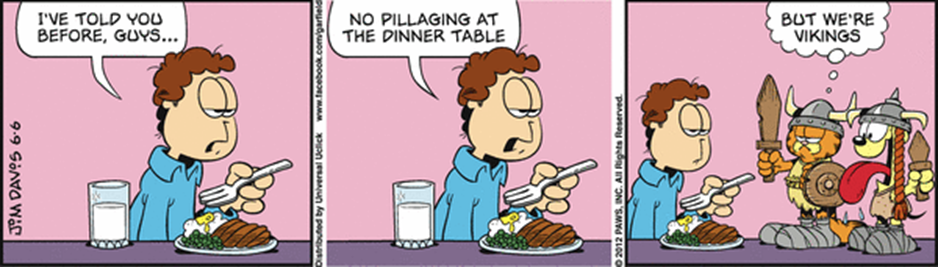 I'VE TOLD YOU
BEFORE, GUYS...
JIM DAVIS 6·6
Distributed by Universal Uclick www.facebook.com/garfield
NO PILLAGING AT
THE DINNER TABLE
© 2012 PAWS, INC. All Rights Reserved.
BUT WE'RE
VIKINGS